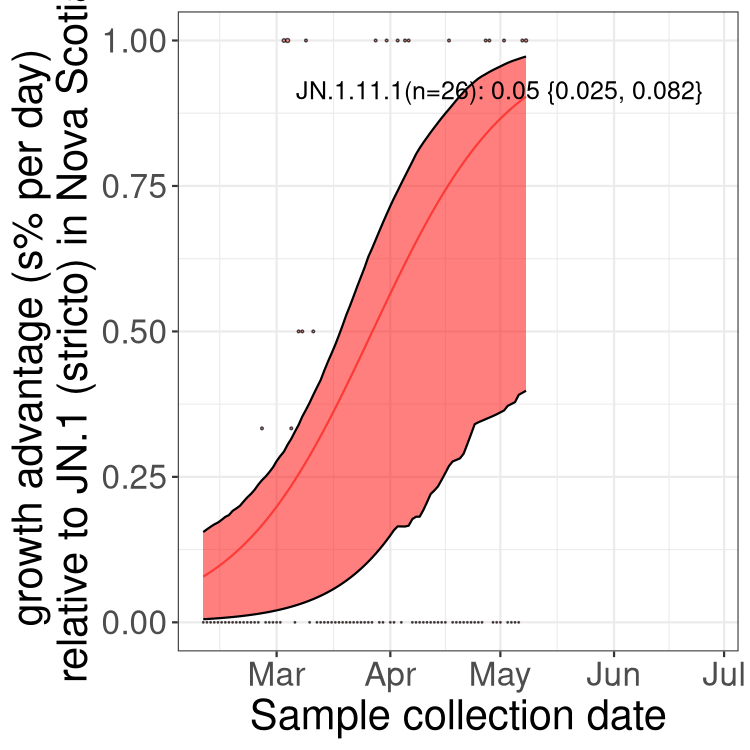 growth advantage (s% per day)
relative to JN.1 (stricto) in Nova Scotia
1.00
0.75
0.50
0.25
0.00
JN.1.11.1(n=26): 0.05 {0.025, 0.082}
Mar Apr May Jun Jul
Sample collection date